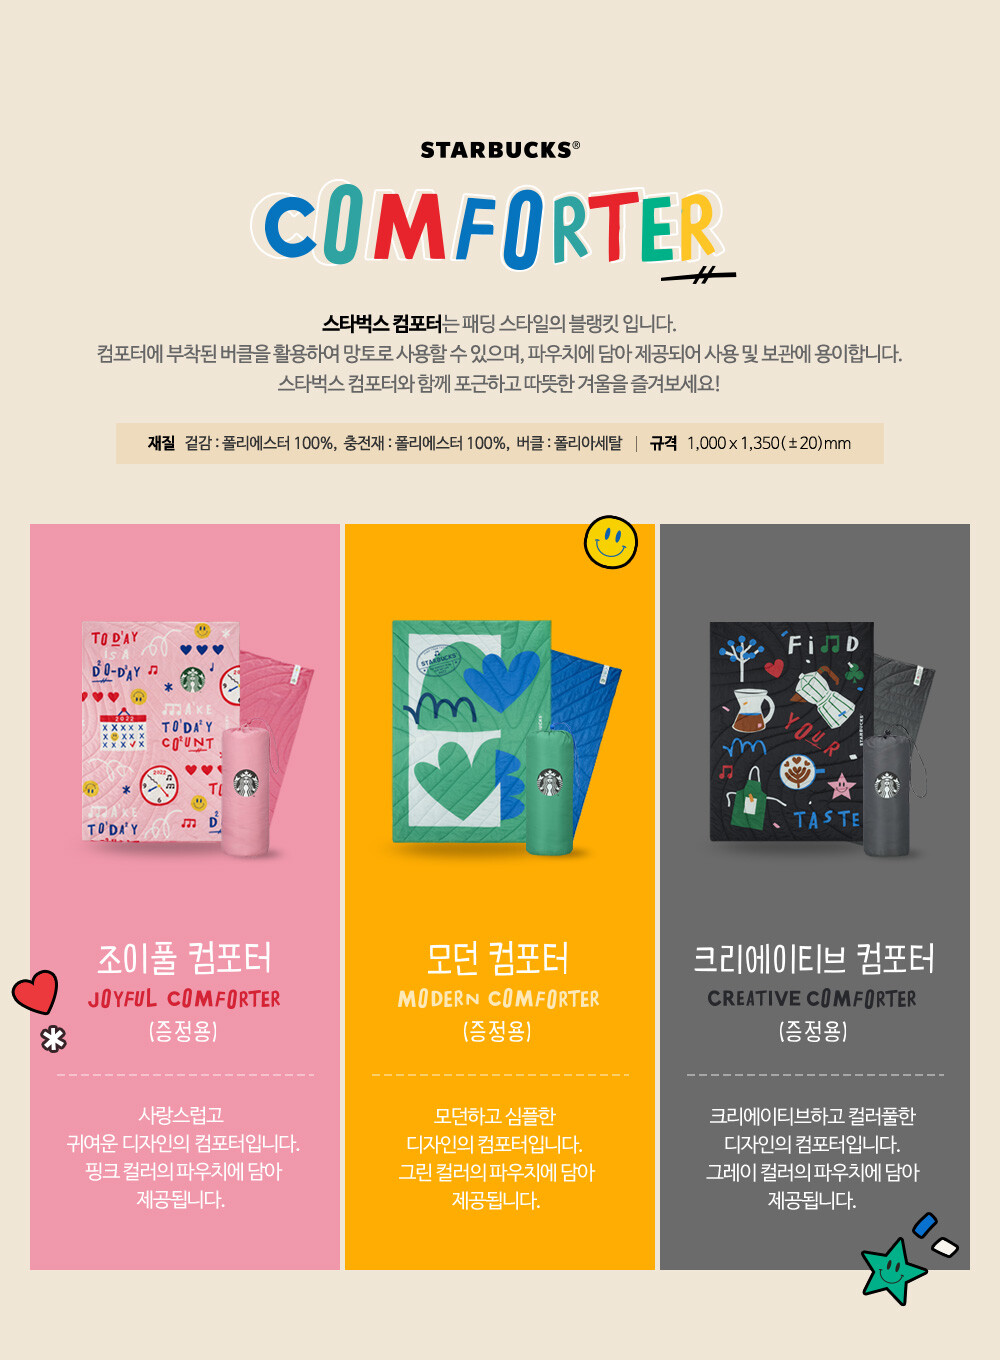 STARBUCKS®
COMFORTER
스타벅스 컴포터는 패딩 스타일의 블랭킷 입니다.
컴포터에 부착된 버클을 활용하여 망토로 사용할 수 있으며, 파우치에 담아 제공되어 사용 및 보관에 용이합니다.
스타벅스 컴포터와 함께 포근하고 따뜻한 겨울을 즐겨보세요!
재질 겉감 : 폴리에스터 100%, 충전재 : 폴리에스터 100%, 버클 : 폴리아세탈 | 규격 1,000 x 1,350(±20)mm
TODAY
IS A
DO-DAY
2022
MAKE
TODAY
COUNT
2022
MAKE
TODAY
STARBUCKS
FIND
YOUR
TASTE
STARBUCKS
조이풀 컴포터
JOYFUL COMFORTER
(증정용)
사랑스럽고
귀여운 디자인의 컴포터입니다.
핑크 컬러의 파우치에 담아
제공됩니다.
모던 컴포터
MODERN COMFORTER
(증정용)
모던하고 심플한
디자인의 컴포터입니다.
그린 컬러의 파우치에 담아
제공됩니다.
크리에이티브 컴포터
CREATIVE COMFORTER
(증정용)
크리에이티브하고 컬러풀한
디자인의 컴포터입니다.
그레이 컬러의 파우치에 담아
제공됩니다.